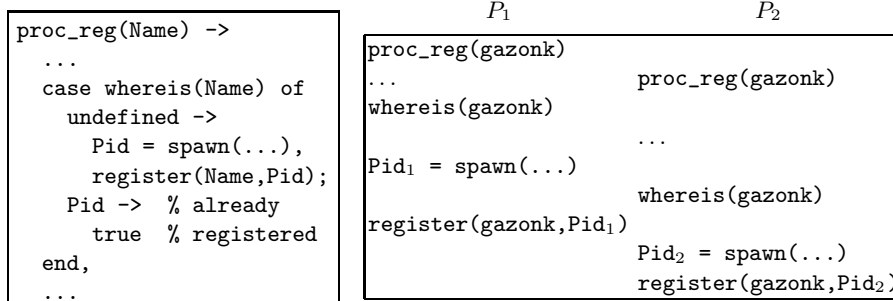 proc_reg(Name) ->
...
case whereis(Name) of
undefined ->
Pid = spawn(...),
register(Name,Pid);
Pid -> % already
true % registered
end,
...
P₁ P₂
proc_reg(gazonk)
... proc_reg(gazonk)
whereis(gazonk)
...
Pid₁ = spawn(...)
whereis(gazonk)
register(gazonk,Pid₁)
Pid₂ = spawn(...)
register(gazonk,Pid₂)